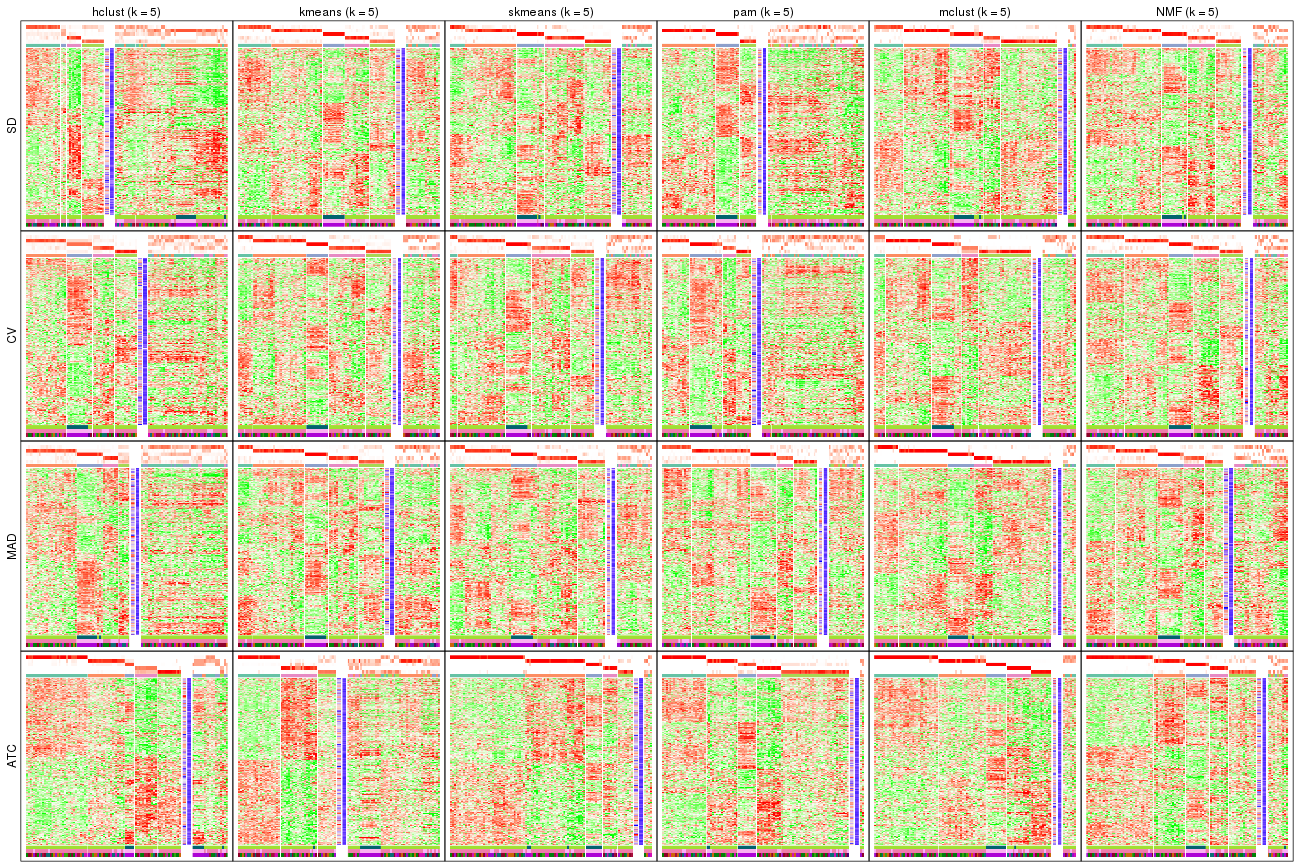 hclust (k = 5) kmeans (k = 5) skmeans (k = 5) pam (k = 5) mclust (k = 5) NMF (k = 5)
SD
CV
MAD
ATC